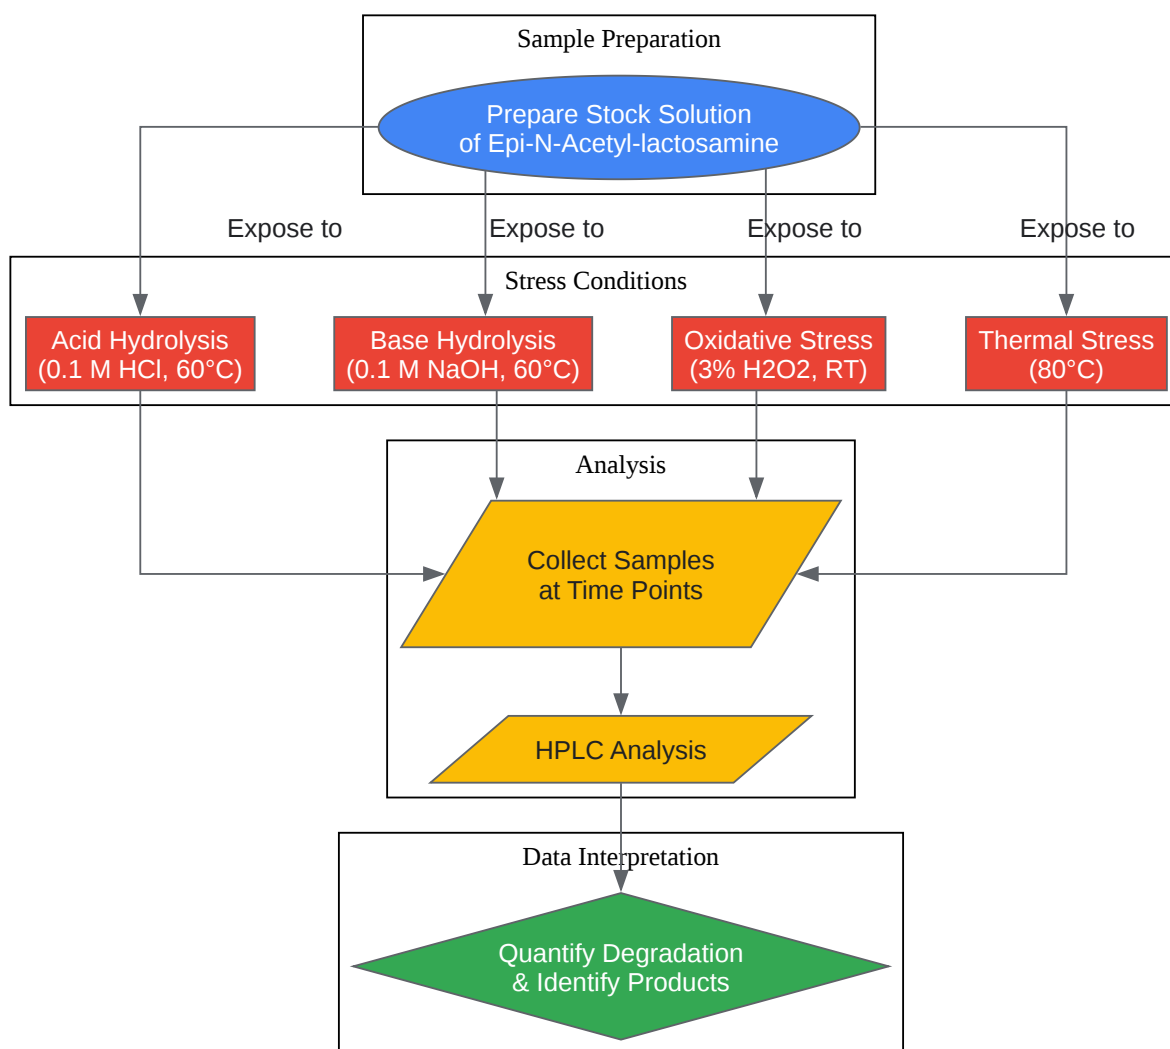 Sample Preparation
Prepare Stock Solution
of Epi-N-Acetyl-lactosamine
Expose to
Expose to
Expose to
Expose to
Stress Conditions
Acid Hydrolysis
(0.1 M HCl, 60°C)
Base Hydrolysis
(0.1 M NaOH, 60°C)
Oxidative Stress
(3% H2O2, RT)
Thermal Stress
(80°C)
Analysis
Collect Samples
at Time Points
HPLC Analysis
Data Interpretation
Quantify Degradation
& Identify Products